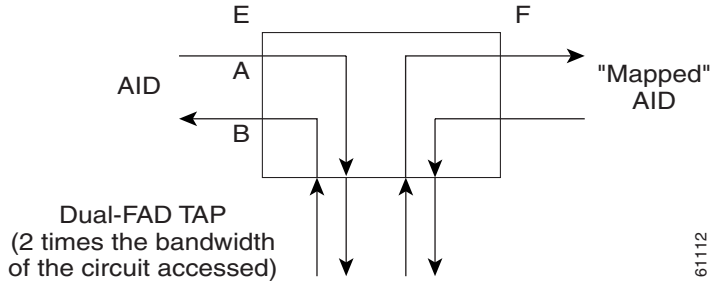 E
F
A
AID
"Mapped"
AID
B
Dual-FAD TAP
(2 times the bandwidth
of the circuit accessed)
61112